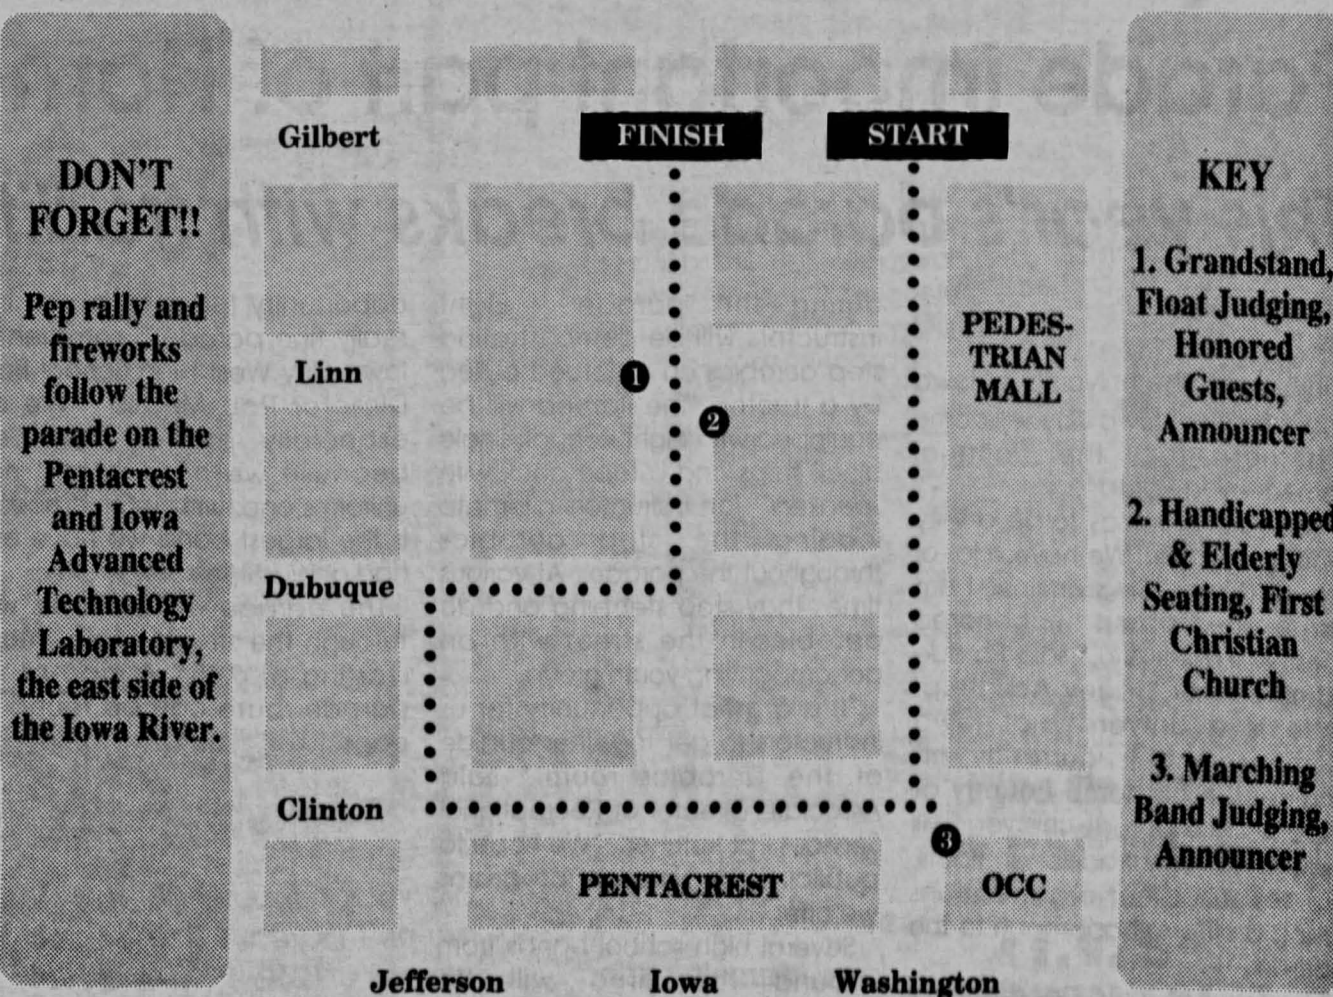 DON'T
FORGET!!
Pep rally and
fireworks
follow the
parade on the
Pentacrest
and Iowa
Advanced
Technology
Laboratory,
the east side of
the Iowa River.
Gilbert
FINISH
START
Linn
1
2
PEDES-
TRIAN
MALL
Dubuque
Clinton
3
PENTACREST
OCC
Jefferson
Iowa
Washington
KEY
1. Grandstand,
Float Judging,
Honored
Guests,
Announcer
2. Handicapped
& Elderly
Seating, First
Christian
Church
3. Marching
Band Judging,
Announcer